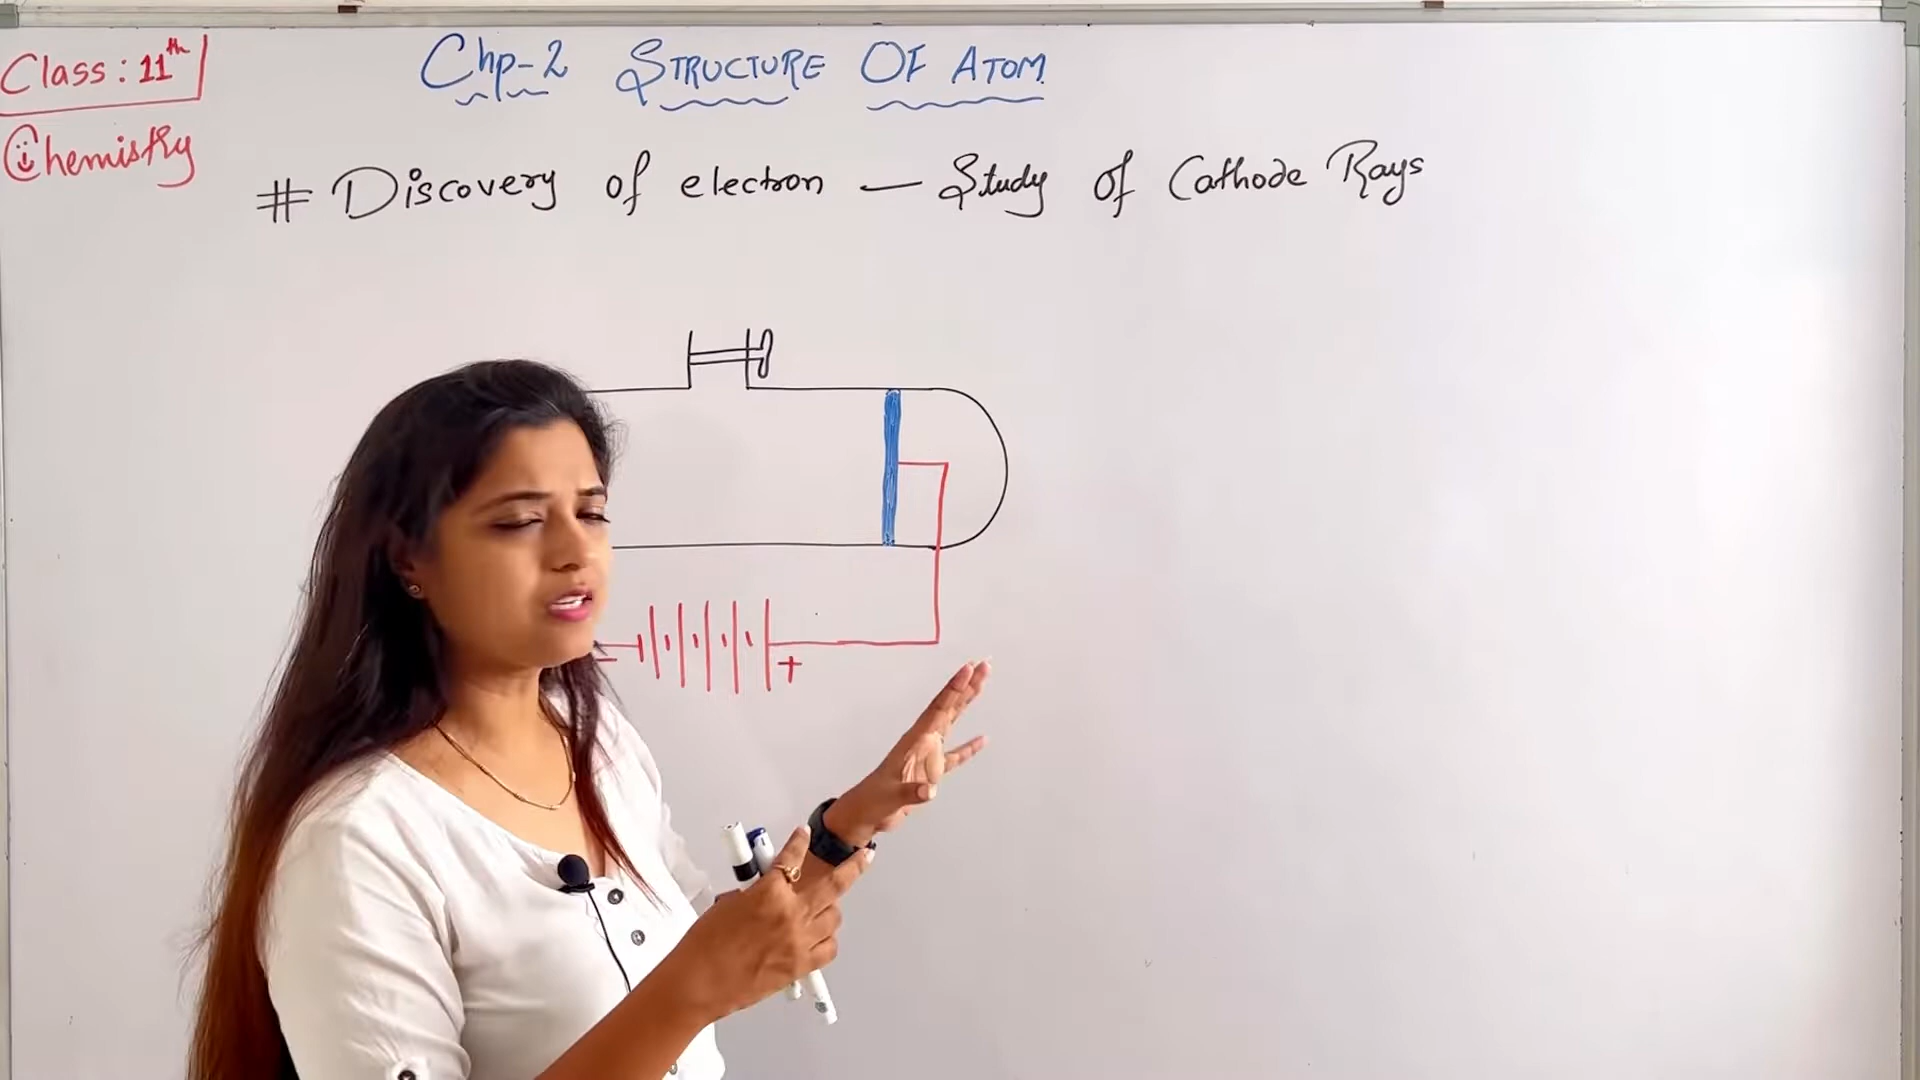 Class: 11th
Chemistry
Chp-2 STRUCTURE OF ATOM
# Discovery of electron — Study of Cathode Rays
- +